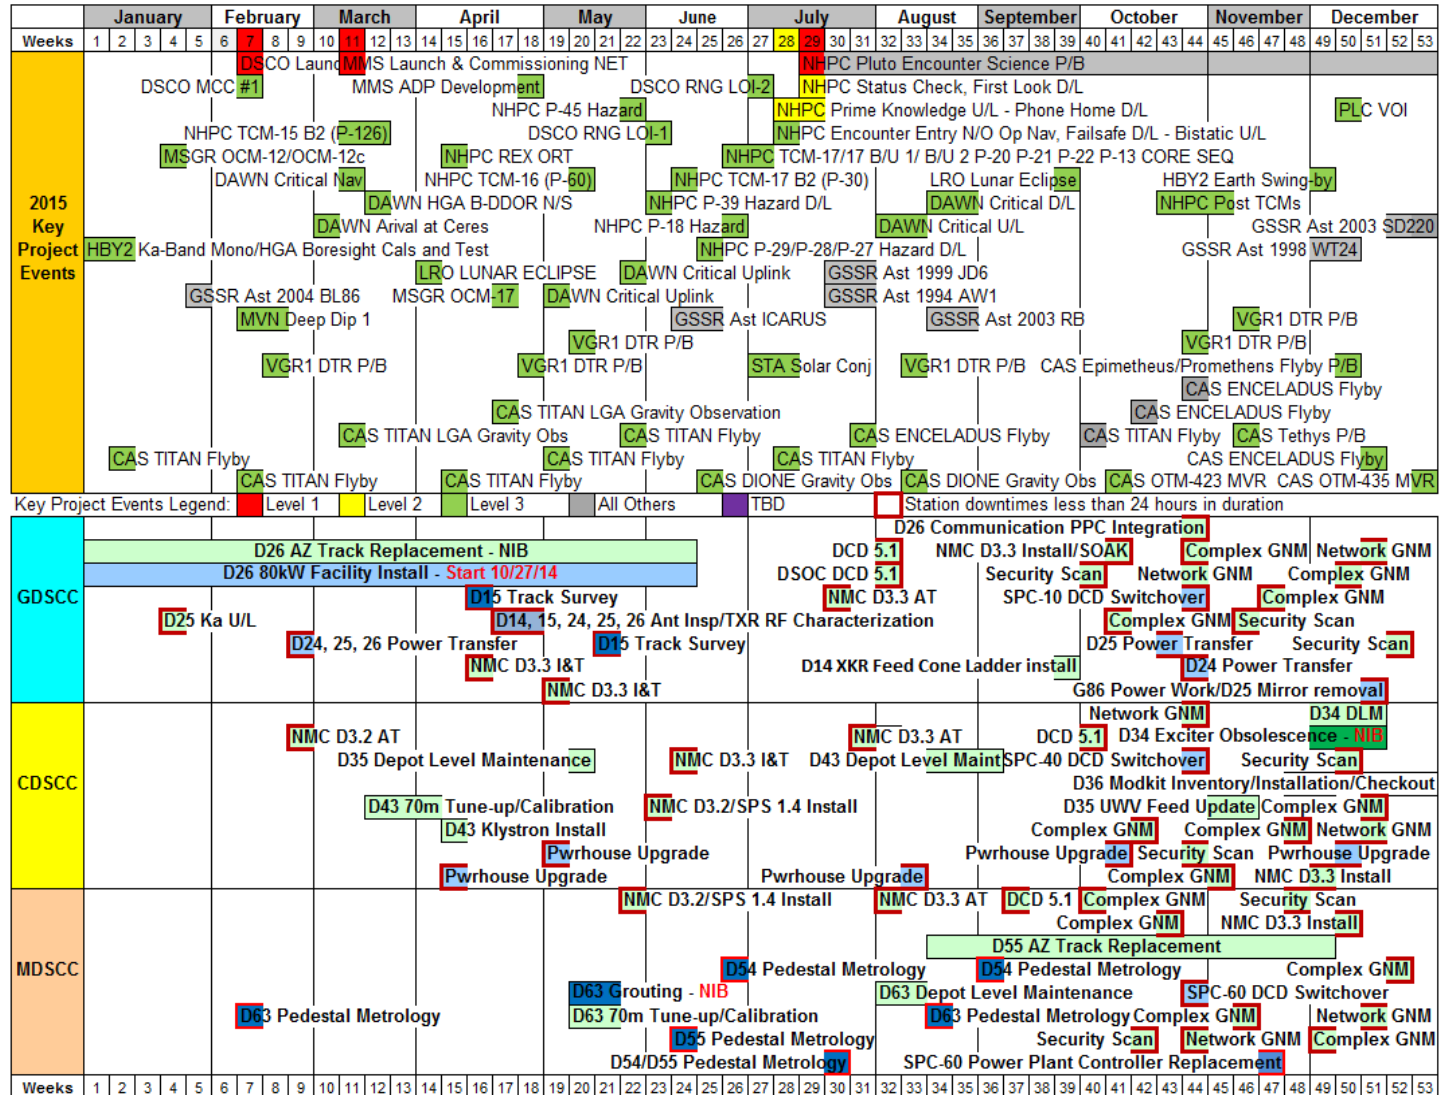 January February March April May June July August September October November December
Weeks 1 2 3 4 5 6 7 8 9 10 11 12 13 14 15 16 17 18 19 20 21 22 23 24 25 26 27 28 29 30 31 32 33 34 35 36 37 38 39 40 41 42 43 44 45 46 47 48 49 50 51 52 53
2015 Key Project Events
DSCO Launc MMS Launch & Commissioning NET NHPC Pluto Encounter Science P/B
DSCO MCC #1 MMS ADP Development DSCO RNG LOI-2 NHPC Status Check, First Look D/L
NHPC P-45 Hazard NHPC Prime Knowledge U/L - Phone Home D/L PLC VOI
NHPC TCM-15 B2 (P-126) DSCO RNG LOI-1 NHPC Encounter Entry N/O Op Nav, Failsafe D/L - Bistatic U/L
MSGR OCM-12/OCM-12c NHPC REX ORT NHPC TCM-17/17 B/U 1/ B/U 2 P-20 P-21 P-22 P-13 CORE SEQ
DAWN Critical Nav NHPC TCM-16 (P-60) NHPC TCM-17 B2 (P-30) LRO Lunar Eclipse HBY2 Earth Swing-by
DAWN HGA B-DDOR N/S NHPC P-39 Hazard D/L DAWN Critical D/L NHPC Post TCMs
DAWN Arival at Ceres NHPC P-18 Hazard DAWN Critical U/L GSSR Ast 2003 SD220
HBY2 Ka-Band Mono/HGA Boresight Cals and Test NHPC P-29/P-28/P-27 Hazard D/L GSSR Ast 1998 WT24
LRO LUNAR ECLIPSE DAWN Critical Uplink GSSR Ast 1999 JD6
GSSR Ast 2004 BL86 MSGR OCM-17 DAWN Critical Uplink GSSR Ast 1994 AW1
MVN Deep Dip 1 GSSR Ast ICARUS GSSR Ast 2003 RB VGR1 DTR P/B
VGR1 DTR P/B VGR1 DTR P/B
VGR1 DTR P/B VGR1 DTR P/B STA Solar Conj VGR1 DTR P/B CAS Epimetheus/Promethens Flyby P/B
CAS ENCELADUS Flyby
CAS TITAN LGA Gravity Observation CAS ENCELADUS Flyby
CAS TITAN LGA Gravity Obs CAS TITAN Flyby CAS ENCELADUS Flyby CAS TITAN Flyby CAS Tethys P/B
CAS TITAN Flyby CAS TITAN Flyby CAS TITAN Flyby CAS ENCELADUS Flyby
CAS TITAN Flyby CAS TITAN Flyby CAS DIONE Gravity Obs CAS DIONE Gravity Obs CAS OTM-423 MVR CAS OTM-435 MVR
Key Project Events Legend: Level 1 Level 2 Level 3 All Others TBD Station downtimes less than 24 hours in duration
GDSCC
D26 Communication PPC Integration
D26 AZ Track Replacement - NIB DCD 5.1 NMC D3.3 Install/SOAK Complex GNM Network GNM
D26 80kW Facility Install - Start 10/27/14 DSOC DCD 5.1 Security Scan Network GNM Complex GNM
D15 Track Survey NMC D3.3 AT SPC-10 DCD Switchover Complex GNM
D25 Ka U/L D14, 15, 24, 25, 26 Ant Insp/TXR RF Characterization Complex GNM Security Scan
D24, 25, 26 Power Transfer D15 Track Survey D25 Power Transfer Security Scan
NMC D3.3 I&T D14 XKR Feed Cone Ladder install D24 Power Transfer
NMC D3.3 I&T G86 Power Work/D25 Mirror removal
CDSCC
Network GNM D34 DLM
NMC D3.2 AT NMC D3.3 AT DCD 5.1 D34 Exciter Obsolescence - NIB
D35 Depot Level Maintenance NMC D3.3 I&T D43 Depot Level Maint SPC-40 DCD Switchover Security Scan
D36 Modkit Inventory/Installation/Checkout
D43 70m Tune-up/Calibration NMC D3.2/SPS 1.4 Install D35 UWV Feed Update Complex GNM
D43 Klystron Install Complex GNM Complex GNM Network GNM
Pwrhouse Upgrade Pwrhouse Upgrade Security Scan Pwrhouse Upgrade
Pwrhouse Upgrade Pwrhouse Upgrade Complex GNM NMC D3.3 Install
MDSCC
NMC D3.2/SPS 1.4 Install NMC D3.3 AT DCD 5.1 Complex GNM Security Scan
Complex GNM NMC D3.3 Install
D55 AZ Track Replacement
D54 Pedestal Metrology D54 Pedestal Metrology Complex GNM
D63 Grouting - NIB D63 Depot Level Maintenance SPC-60 DCD Switchover
D63 Pedestal Metrology D63 70m Tune-up/Calibration D63 Pedestal Metrology Complex GNM Network GNM
D55 Pedestal Metrology Security Scan Network GNM Complex GNM
D54/D55 Pedestal Metrology SPC-60 Power Plant Controller Replacement
Weeks 1 2 3 4 5 6 7 8 9 10 11 12 13 14 15 16 17 18 19 20 21 22 23 24 25 26 27 28 29 30 31 32 33 34 35 36 37 38 39 40 41 42 43 44 45 46 47 48 49 50 51 52 53